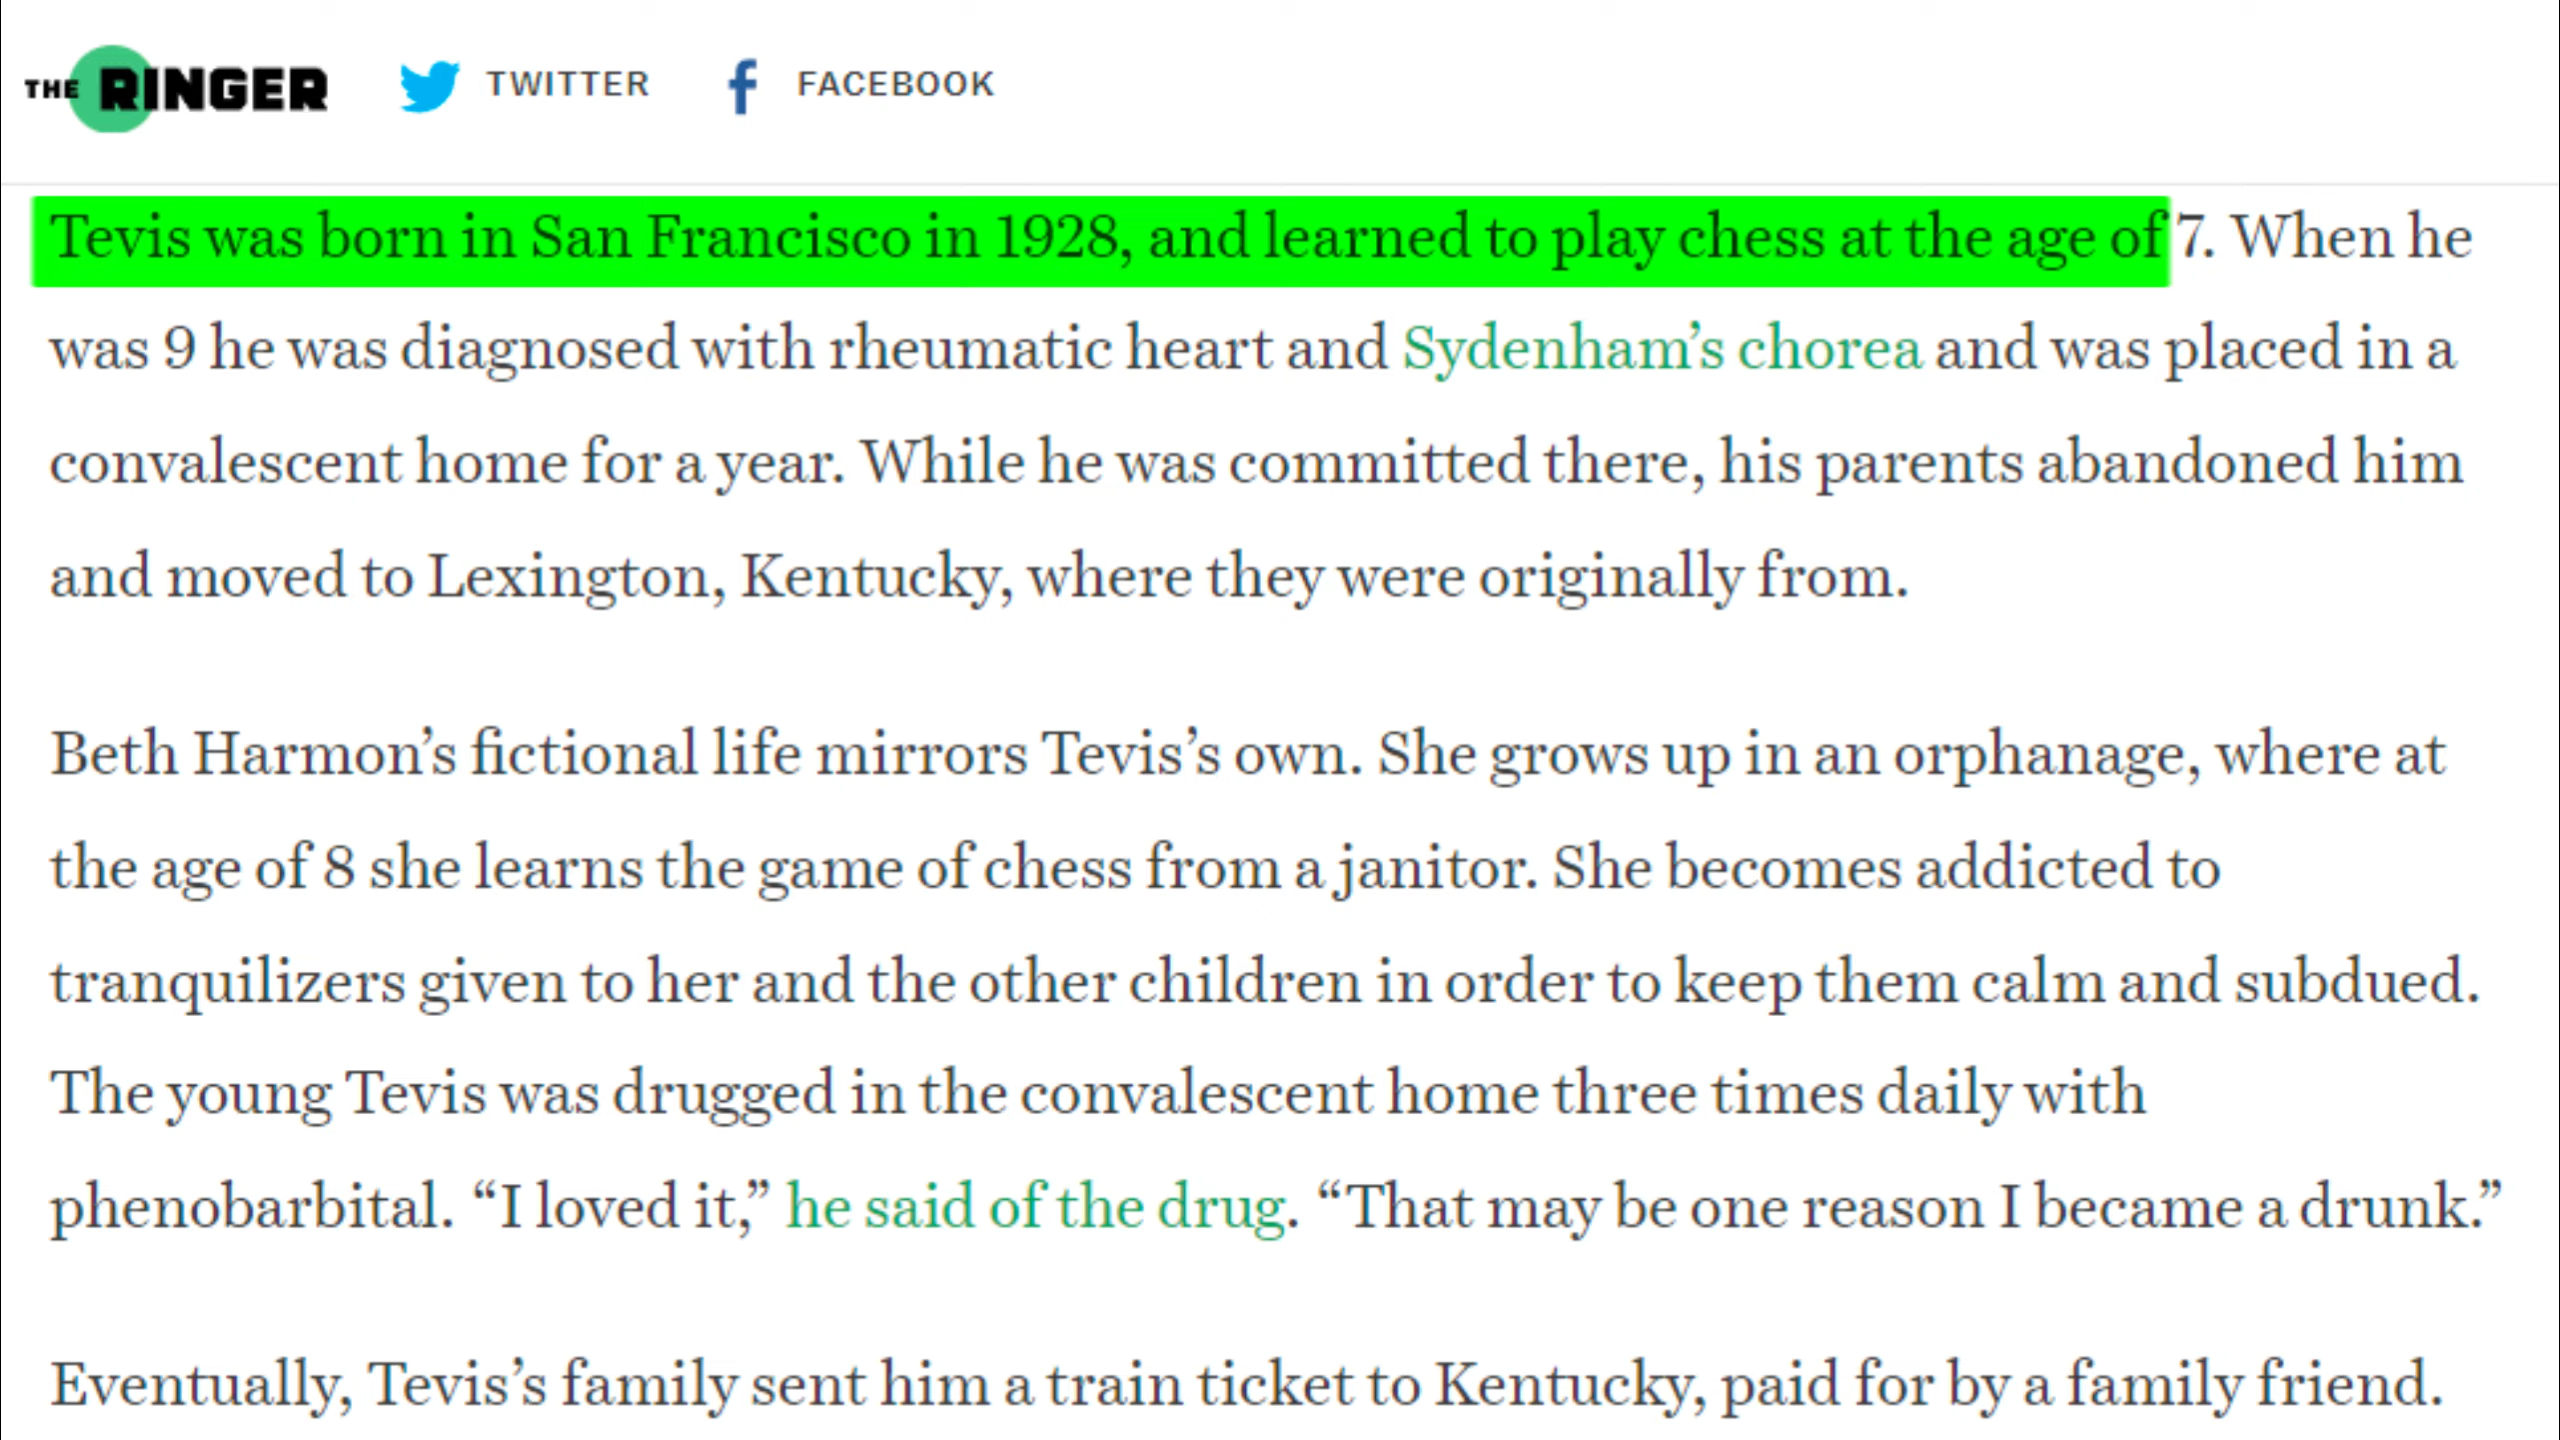 THE RINGER TWITTER FACEBOOK
Tevis was born in San Francisco in 1928, and learned to play chess at the age of 7. When he
was 9 he was diagnosed with rheumatic heart and Sydenham’s chorea and was placed in a
convalescent home for a year. While he was committed there, his parents abandoned him
and moved to Lexington, Kentucky, where they were originally from.
Beth Harmon’s fictional life mirrors Tevis’s own. She grows up in an orphanage, where at
the age of 8 she learns the game of chess from a janitor. She becomes addicted to
tranquilizers given to her and the other children in order to keep them calm and subdued.
The young Tevis was drugged in the convalescent home three times daily with
phenobarbital. “I loved it,” he said of the drug. “That may be one reason I became a drunk.”
Eventually, Tevis’s family sent him a train ticket to Kentucky, paid for by a family friend.